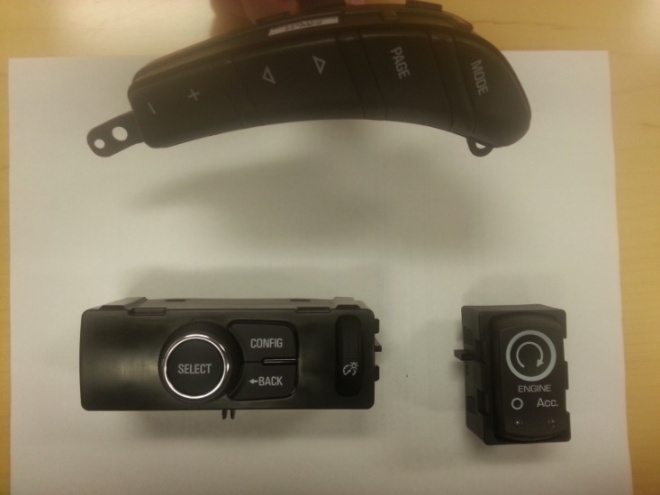 PAGE
MODE
SELECT
CONFIG
←BACK
ENGINE
Acc.